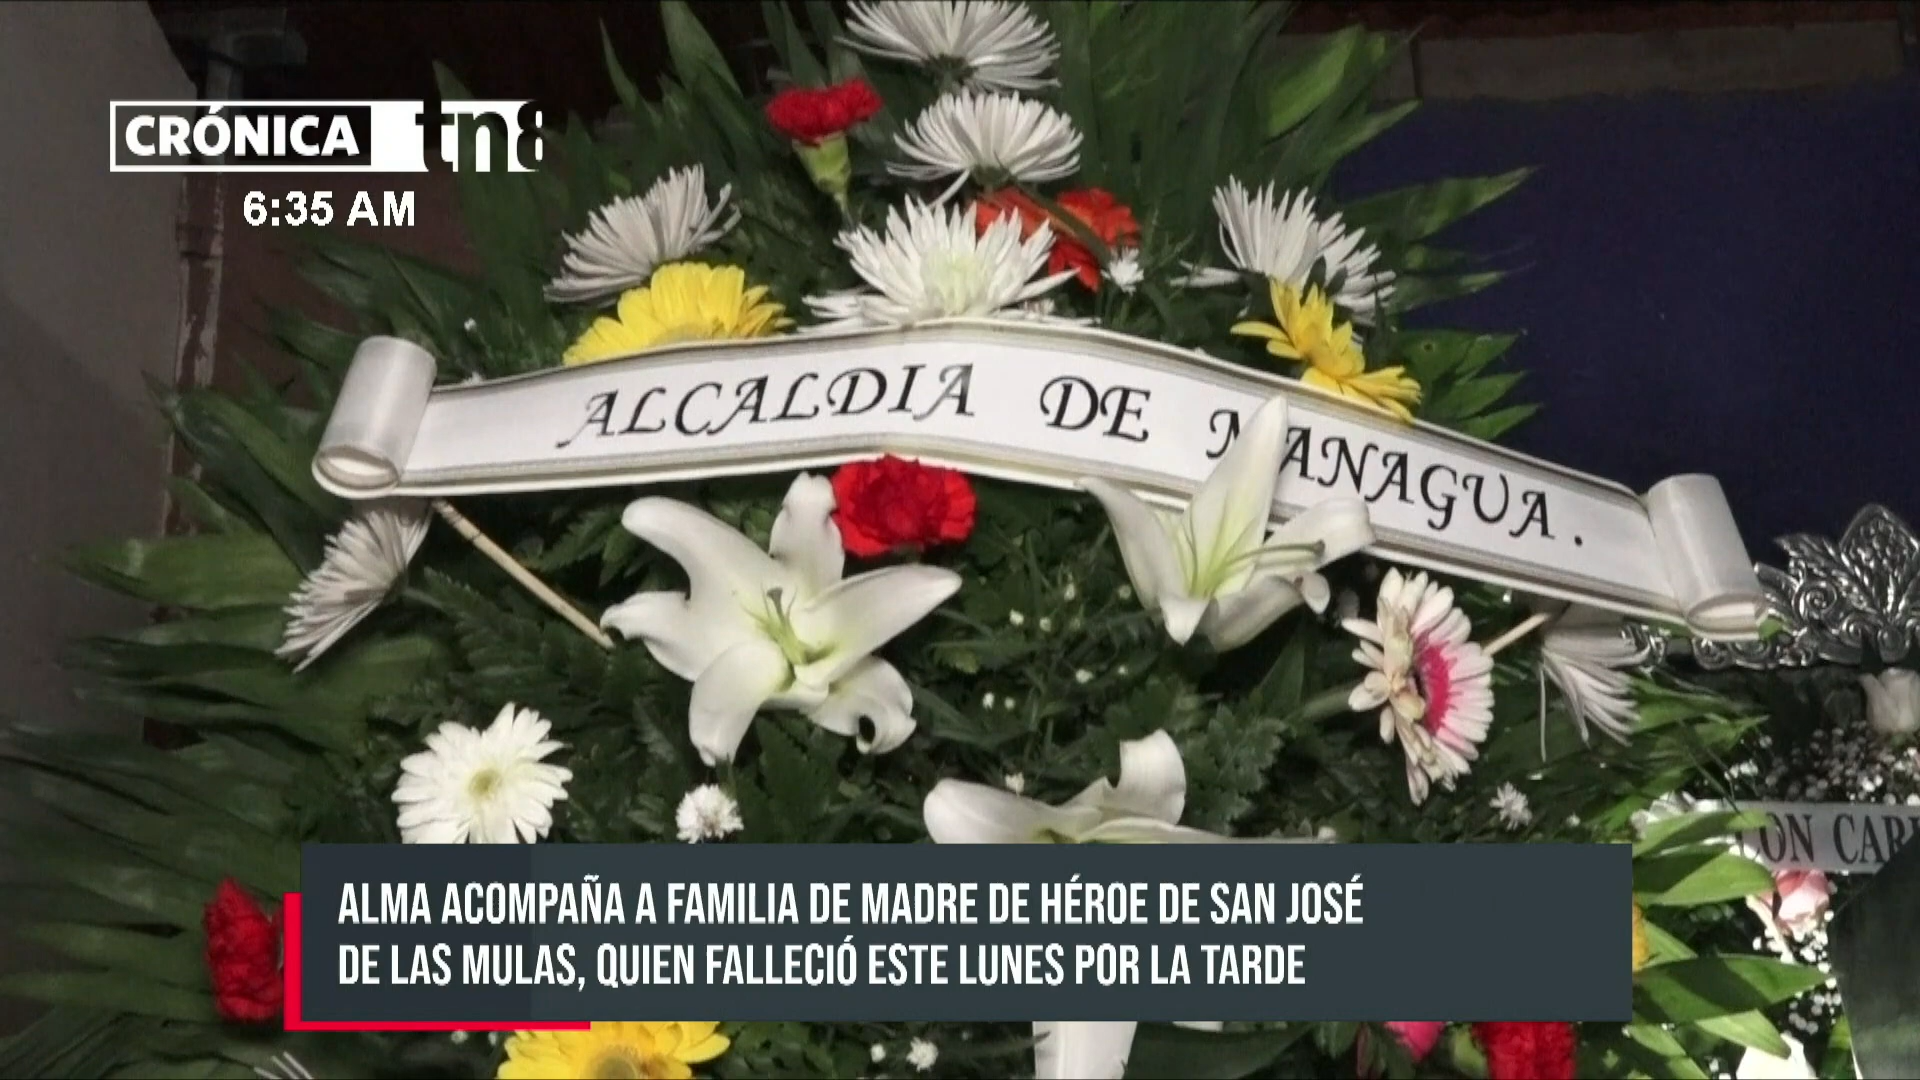 CRÓNICA tn8
6:35 AM
ALCALDIA DE MANAGUA.
ALMA ACOMPAÑA A FAMILIA DE MADRE DE HÉROE DE SAN JOSÉ
DE LAS MULAS, QUIEN FALLECIÓ ESTE LUNES POR LA TARDE